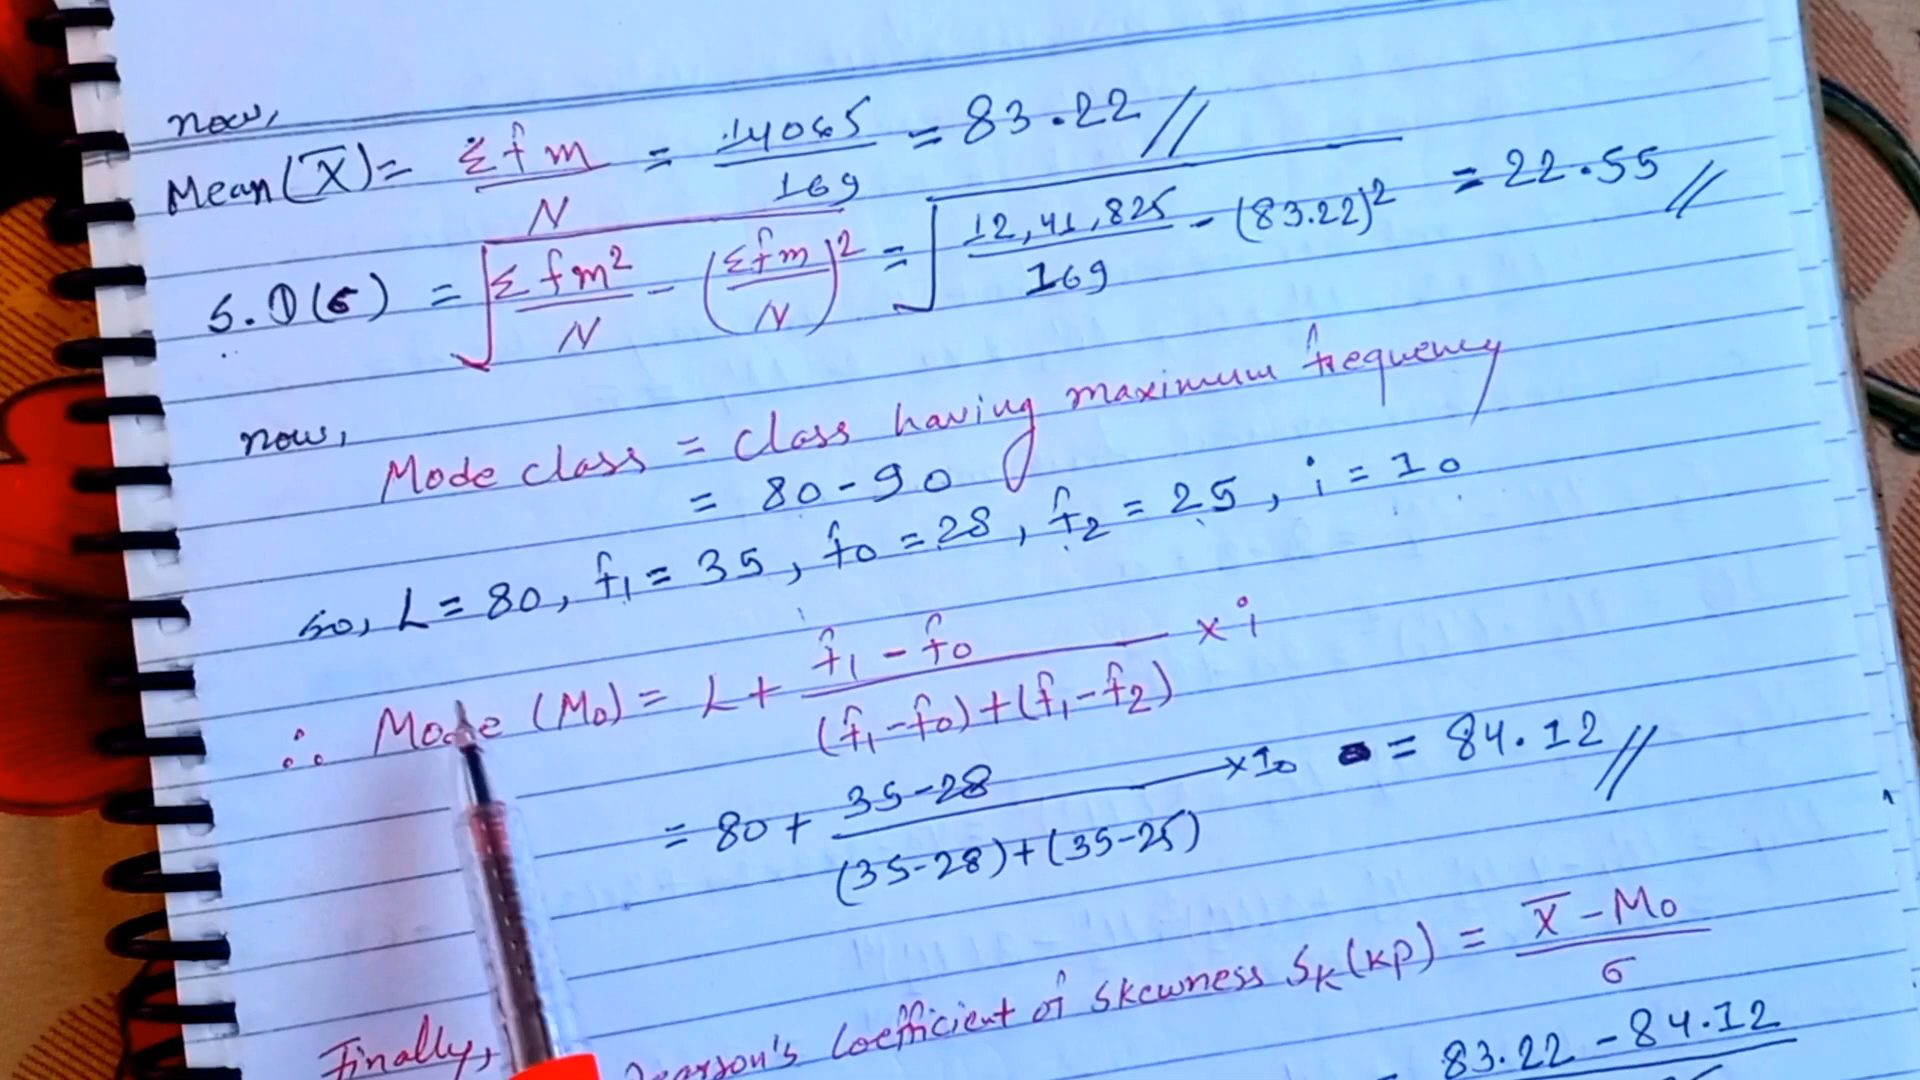 now,
Mean(X̄) = Σfm / N = 14065 / 169 = 83.22 //
S.D(σ) = √(Σfm² / N - (Σfm / N)²) = √(12,41,825 / 169 - (83.22)²) = 22.55 //
now,
Mode class = class having maximum frequency
= 80-90
so, L=80, f₁=35, f₀=28, f₂=25, i=10
∴ Mode (M₀) = L + (f₁-f₀) / ((f₁-f₀)+(f₁-f₂)) × i
= 80 + (35-28) / ((35-28)+(35-25)) ×10 = 84.12 //
Finally, Coefficient of skewness Sₖ(kp) = (X̄ - M₀) / σ
83.22 - 84.12